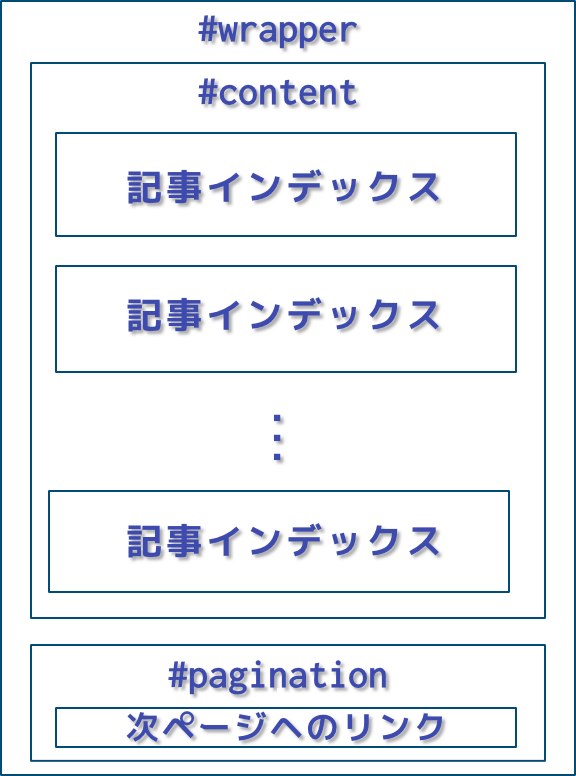 #wrapper
#content
記事インデックス
記事インデックス
⋮
記事インデックス
#pagination
次ページへのリンク